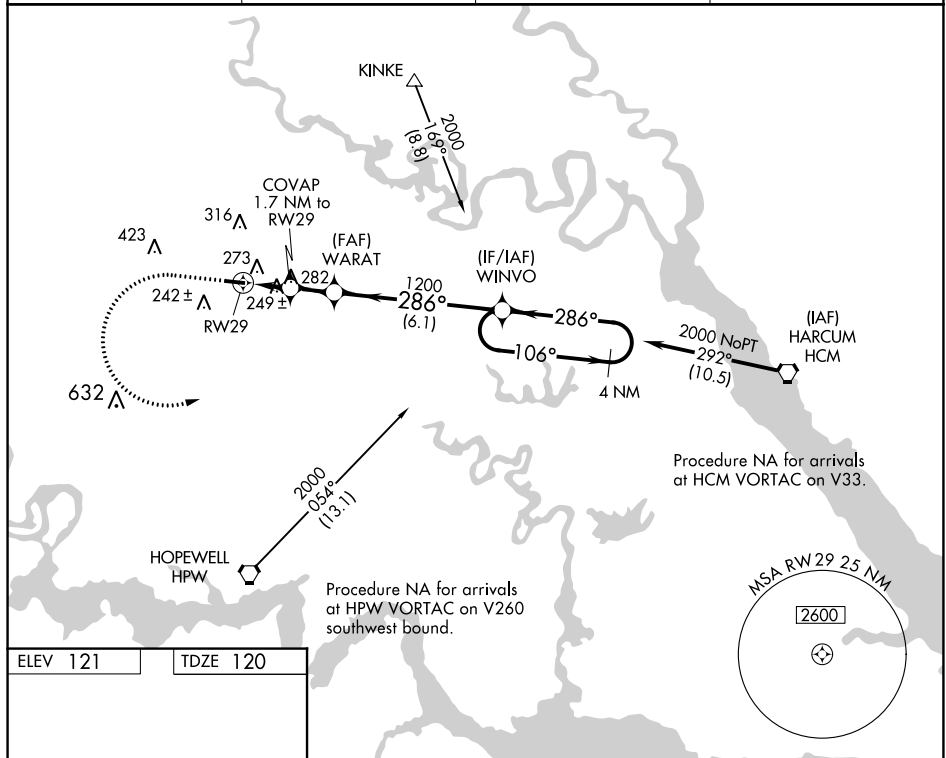 KINKE
2000
169°
(8.8)
COVAP
1.7 NM to
RW29
316
423
(FAF)
WARAT
(IF/IAF)
WINVO
273
282
1200
286°
(6.1)
286°
242 ±
249 ±
RW29
106°
4 NM
2000 NoPT
292°
(10.5)
(IAF)
HARCUM
HCM
632
Procedure NA for arrivals
at HCM VORTAC on V33.
2000
054°
(13.1)
HOPEWELL
HPW
Procedure NA for arrivals
at HPW VORTAC on V260
southwest bound.
MSA RW29 25 NM
2600
ELEV 121
TDZE 120